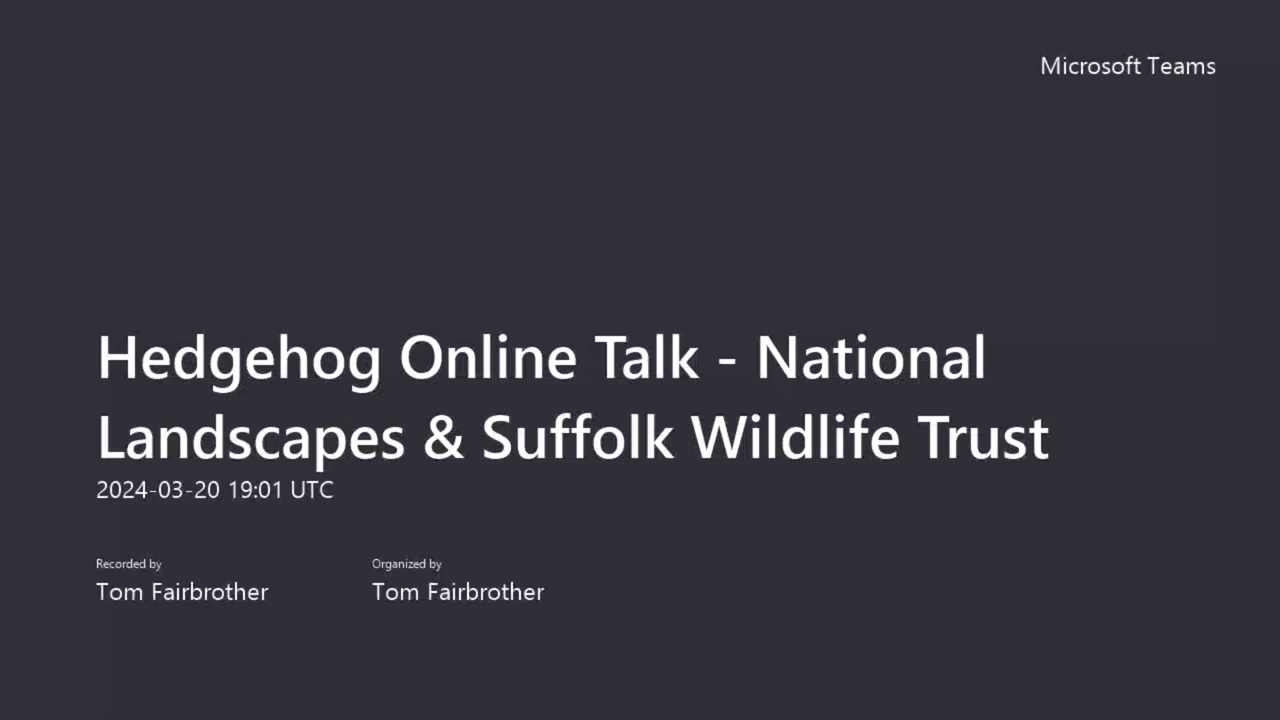 Microsoft Teams
Hedgehog Online Talk - National
Landscapes & Suffolk Wildlife Trust
2024-03-20 19:01 UTC
Recorded by
Tom Fairbrother
Organized by
Tom Fairbrother